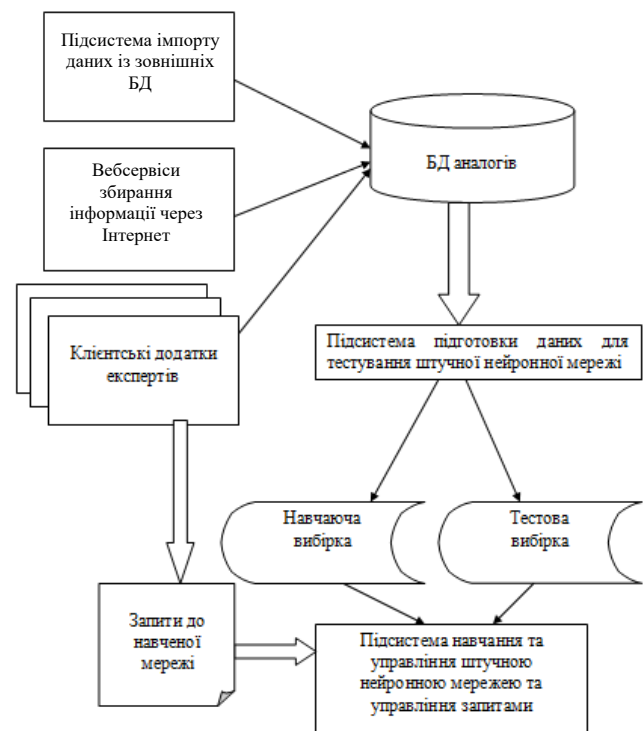 Підсистема імпорту
даних із зовнішніх
БД
БД аналогів
Вебсервіси
збирання
інформації через
Інтернет
Клієнтські додатки
експертів
Підсистема підготовки даних для
тестування штучної нейронної мережі
Навчаюча
вибірка
Тестова
вибірка
Запити до
навченої
мережі
Підсистема навчання та
управління штучною
нейронною мережею та
управління запитами